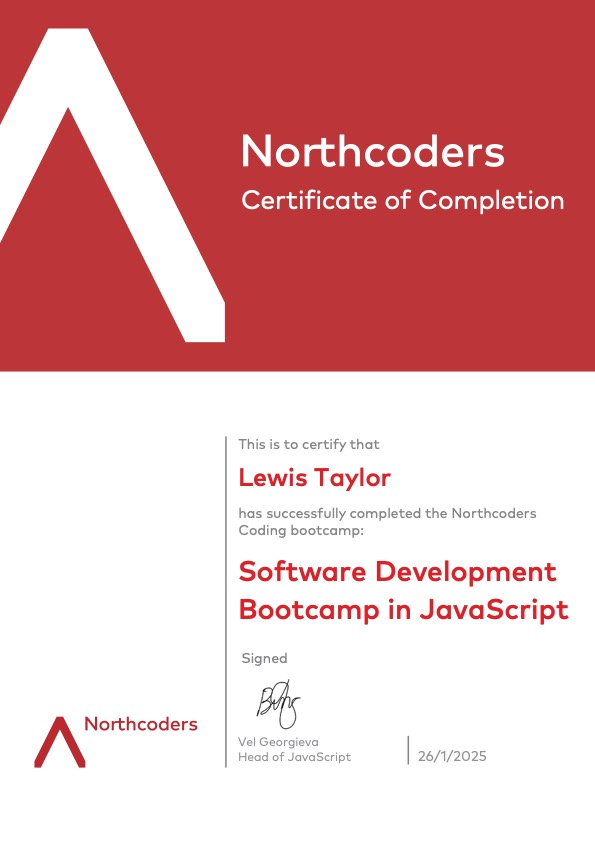 Northcoders
Certificate of Completion
This is to certify that
Lewis Taylor
has successfully completed the Northcoders
Coding bootcamp:
Software Development
Bootcamp in JavaScript
Signed
Northcoders
Vel Georgieva
Head of JavaScript
26/1/2025